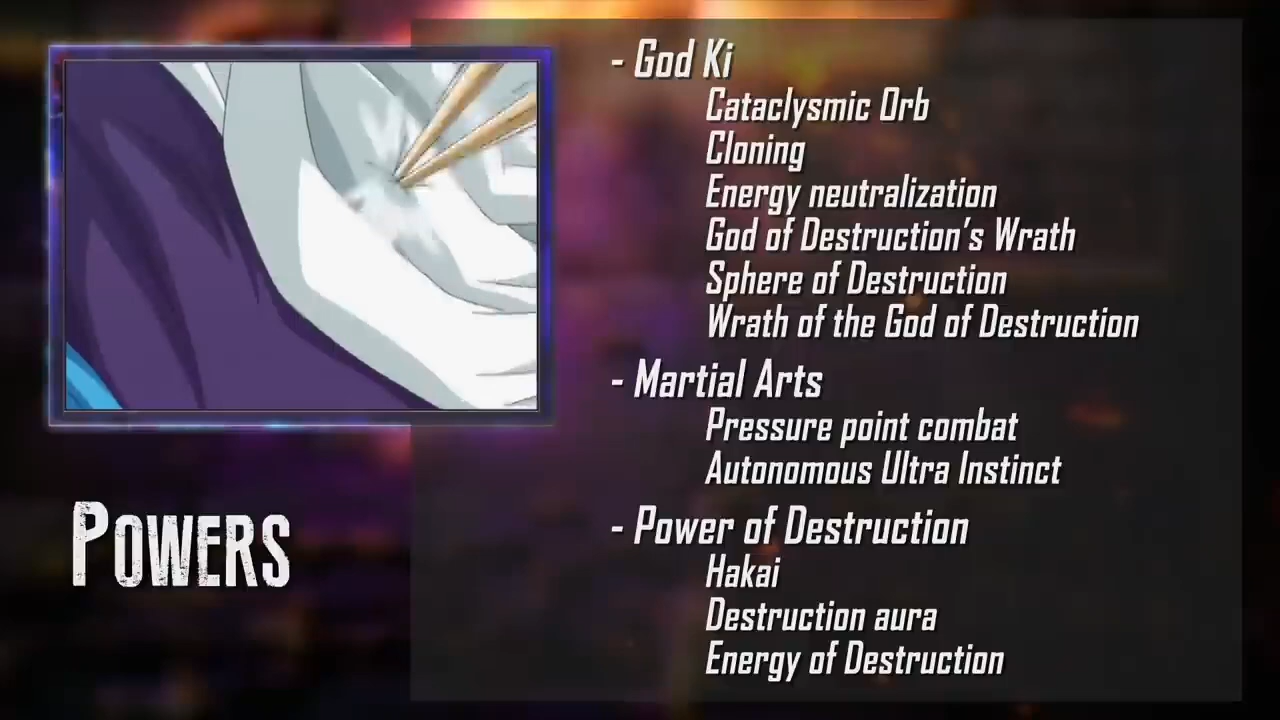 - God Ki
Cataclysmic Orb
Cloning
Energy neutralization
God of Destruction's Wrath
Sphere of Destruction
Wrath of the God of Destruction
- Martial Arts
Pressure point combat
Autonomous Ultra Instinct
- Power of Destruction
Hakai
Destruction aura
Energy of Destruction
Powers